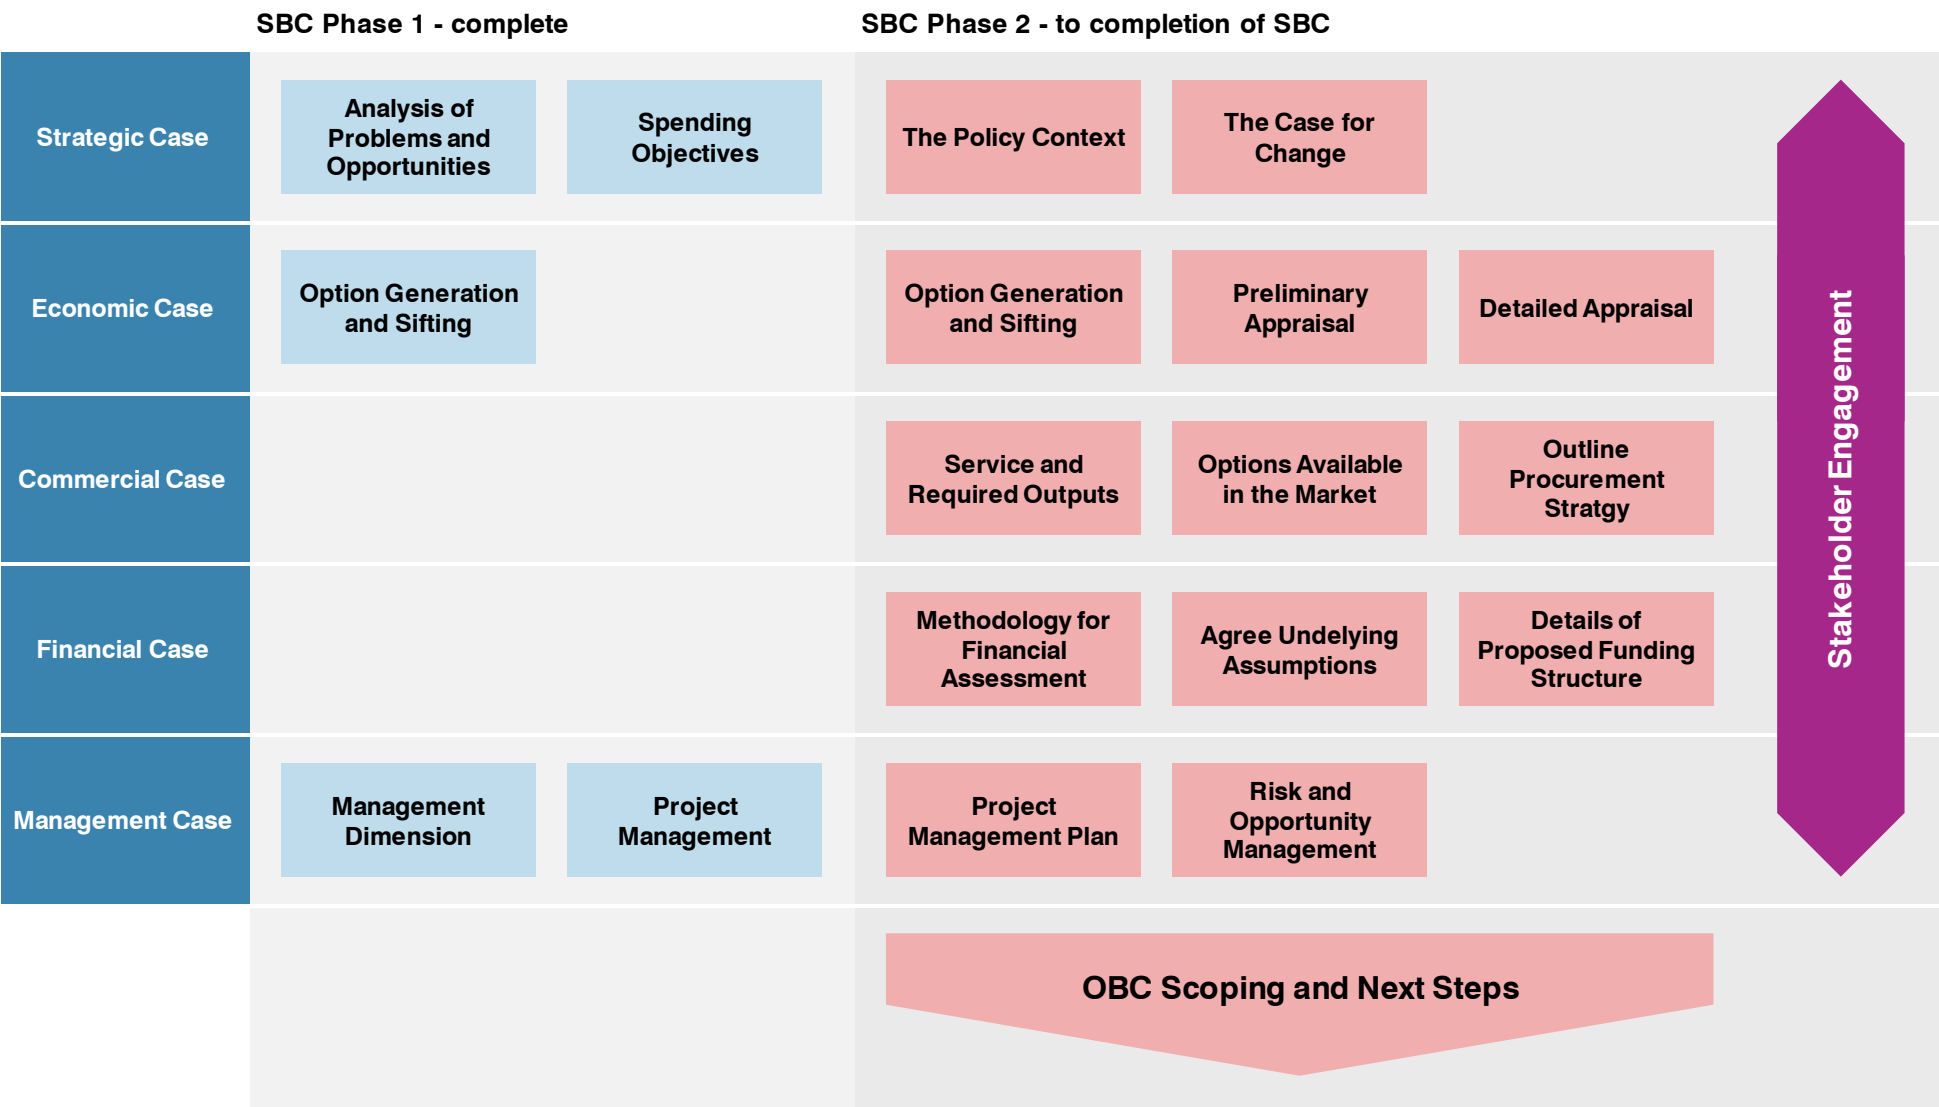 SBC Phase 1 - complete
SBC Phase 2 - to completion of SBC
Strategic Case
Analysis of
Problems and
Opportunities
Spending
Objectives
The Policy Context
The Case for
Change
Economic Case
Option Generation
and Sifting
Option Generation
and Sifting
Preliminary
Appraisal
Detailed Appraisal
Commercial Case
Service and
Required Outputs
Options Available
in the Market
Outline
Procurement
Stratgy
Financial Case
Methodology for
Financial
Assessment
Agree Undelying
Assumptions
Details of
Proposed Funding
Structure
Management Case
Management
Dimension
Project
Management
Project
Management Plan
Risk and
Opportunity
Management
Stakeholder Engagement
OBC Scoping and Next Steps